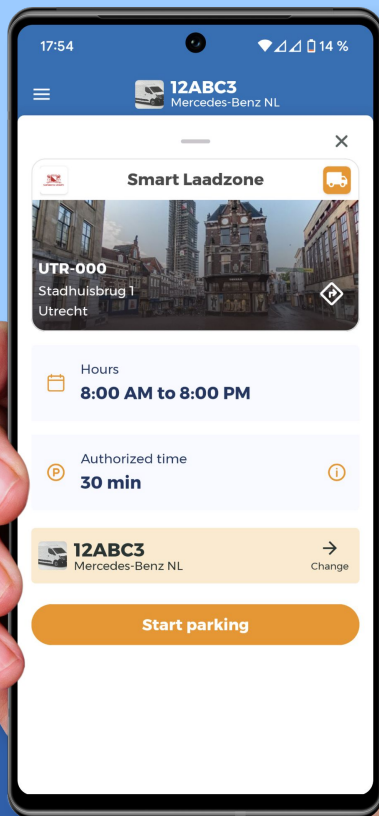 17:54
14 %
12ABC3
Mercedes-Benz NL
Smart Laadzone
UTR-000
Stadhuisbrug 1
Utrecht
Hours
8:00 AM to 8:00 PM
P
Authorized time
30 min
12ABC3
Mercedes-Benz NL
Change
Start parking